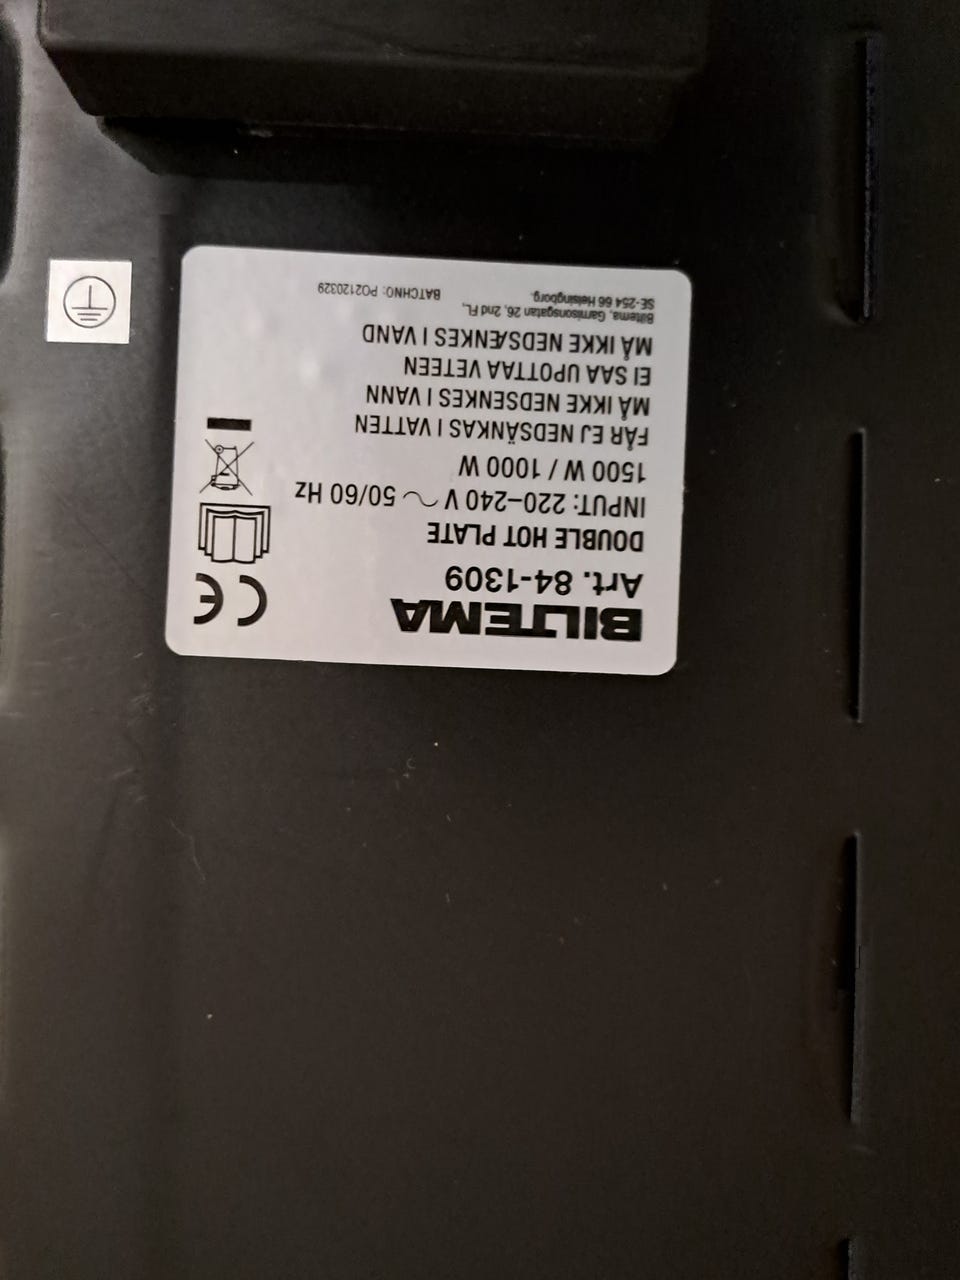 BILTEMA
Art. 84-1309
DOUBLE HOT PLATE
INPUT: 220–240 V ~ 50/60 Hz
1500 W / 1000 W
FÅR EJ NEDSÄNKAS I VATTEN
MÅ IKKE NEDSENKES I VANN
EI SAA UPOTTAA VETEEN
MÅ IKKE NEDSÆNKES I VAND
Biltema, Garnisonsgatan 26, 2nd FL,
SE-254 66 Helsingborg. BATCHNO: PO2120329
CE